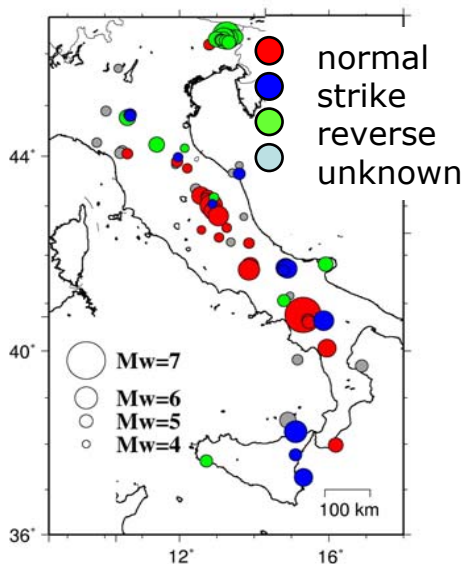 normal
strike
reverse
unknown
44˚
40˚
36˚
Mw=7
Mw=6
Mw=5
Mw=4
100 km
12˚
16˚